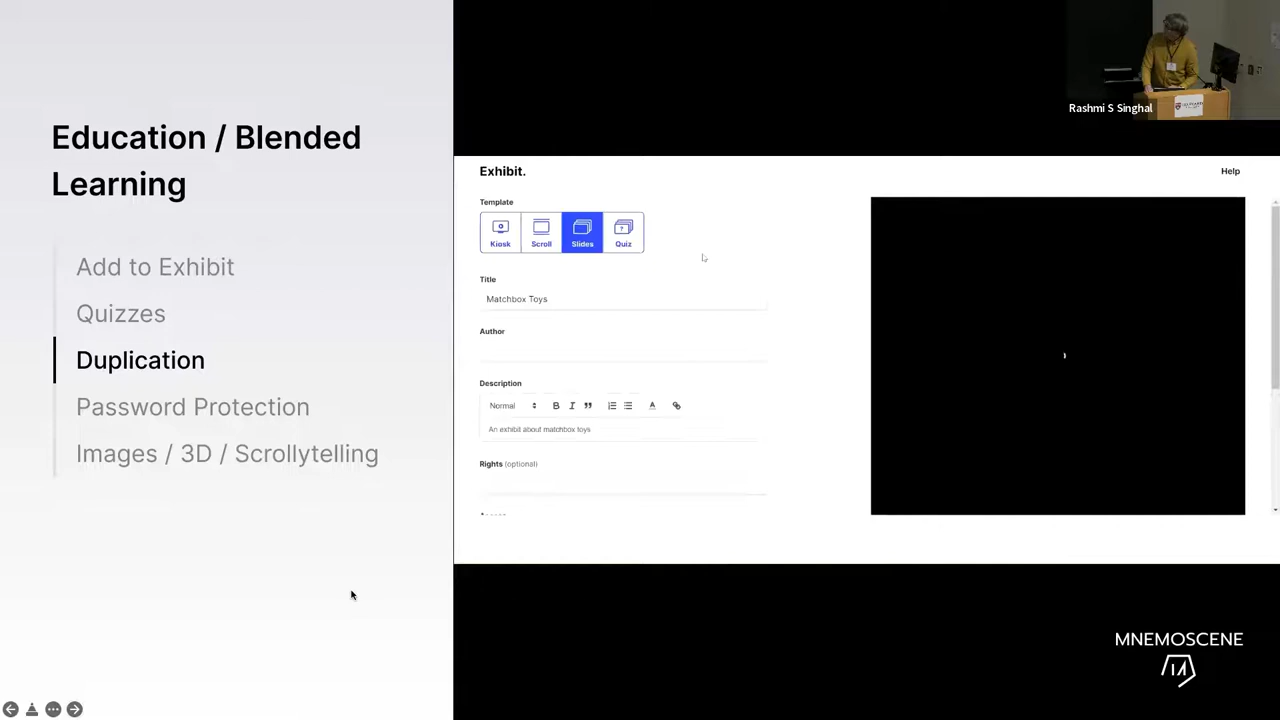 Education / Blended
Learning
Add to Exhibit
Quizzes
Duplication
Password Protection
Images / 3D / Scrollytelling
Rashmi S Singhal
Exhibit.
Help
Template
Kiosk
Scroll
Slides
Quiz
Title
Matchbox Toys
Author
Description
Normal
An exhibit about matchbox toys
Rights (optional)
MNEMOSCENE